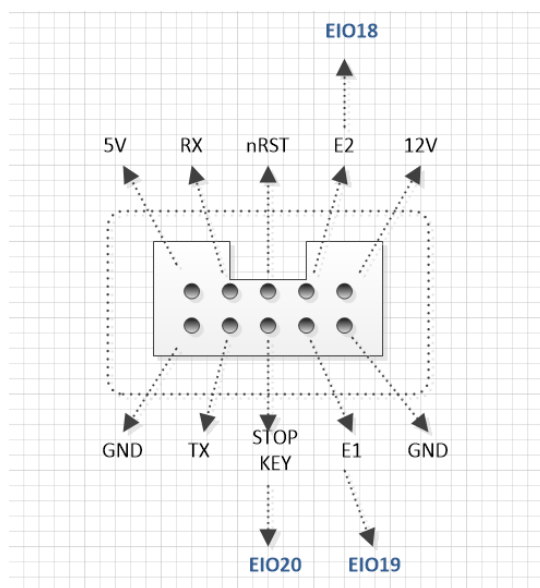 EIO18
5V RX nRST E2 12V
GND TX STOP KEY E1 GND
EIO20 EIO19